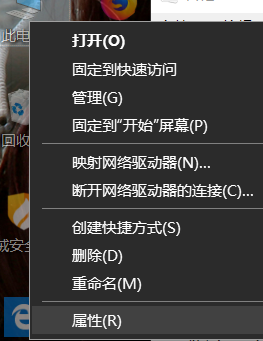 此电
打开(O)
固定到快速访问
管理(G)
固定到“开始”屏幕(P)
回收
映射网络驱动器(N)...
断开网络驱动器的连接(C)...
创建快捷方式(S)
删除(D)
安全
重命名(M)
属性(R)